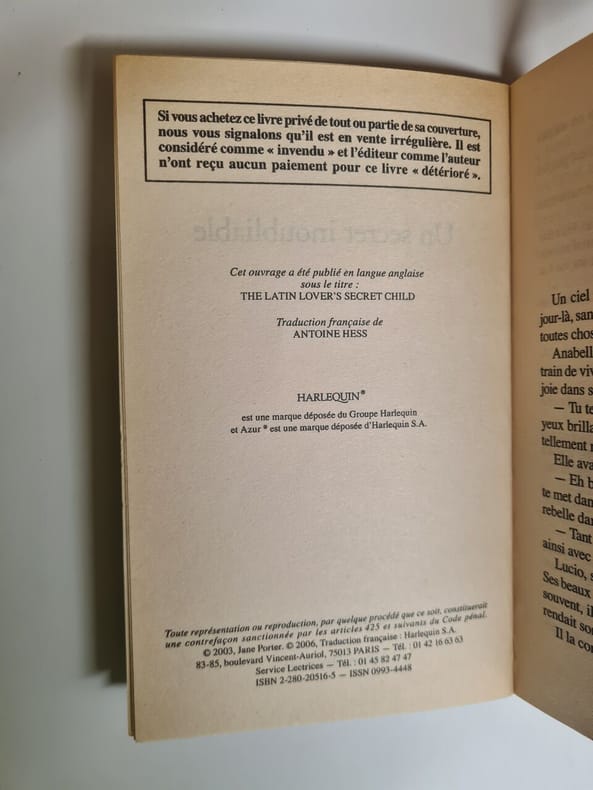 Si vous achetez ce livre privé de tout ou partie de sa couverture,
nous vous signalons qu'il est en vente irrégulière. Il est
considéré comme « invendu » et l'éditeur comme l'auteur
n'ont reçu aucun paiement pour ce livre « détérioré ».
Un secret inoubliable
Cet ouvrage a été publié en langue anglaise
sous le titre :
THE LATIN LOVER'S SECRET CHILD
Traduction française de
ANTOINE HESS
HARLEQUIN®
est une marque déposée du Groupe Harlequin
et Azur ® est une marque déposée d'Harlequin S.A.
Toute représentation ou reproduction, par quelque procédé que ce soit, constituerait
une contrefaçon sanctionnée par les articles 425 et suivants du Code pénal.
© 2003, Jane Porter. © 2006, Traduction française : Harlequin S.A.
83-85, boulevard Vincent-Auriol, 75013 PARIS — Tél. : 01 42 16 63 63
Service Lectrices — Tél. : 01 45 82 47 47
ISBN 2-280-20516-5 — ISSN 0993-4448
Un ciel
jour-là, san
toutes chos
Anabell
train de viv
joie dans s
— Tu te
yeux brilla
tellement
Elle ava
— Eh b
te met dan
rebelle da
— Tant
ainsi avec
Lucio, s
Ses beaux
souvent, il
rendait so
Il la co